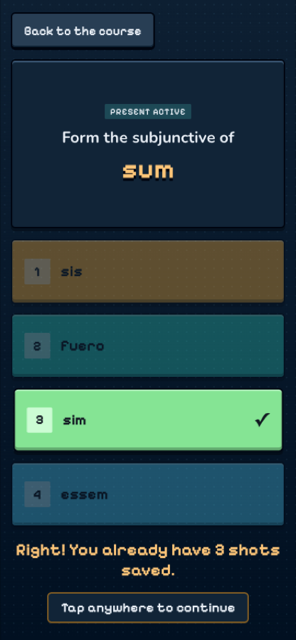 Back to the course
PRESENT ACTIVE
Form the subjunctive of
sum
1 sis
2 fuero
3 sim ✓
4 essem
Right! You already have 3 shots
saved.
Tap anywhere to continue